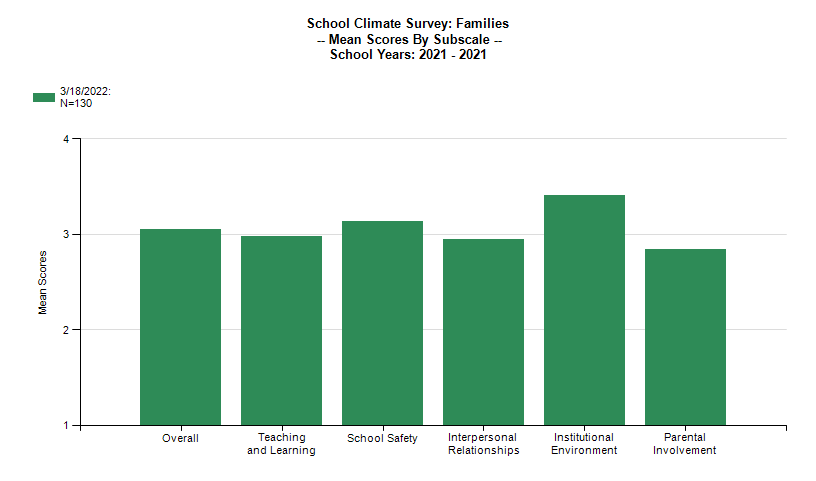 School Climate Survey: Families
-- Mean Scores By Subscale --
School Years: 2021 - 2021
3/18/2022:
N=130
4
3
2
1
Mean Scores
Overall
Teaching
and Learning
School Safety
Interpersonal
Relationships
Institutional
Environment
Parental
Involvement